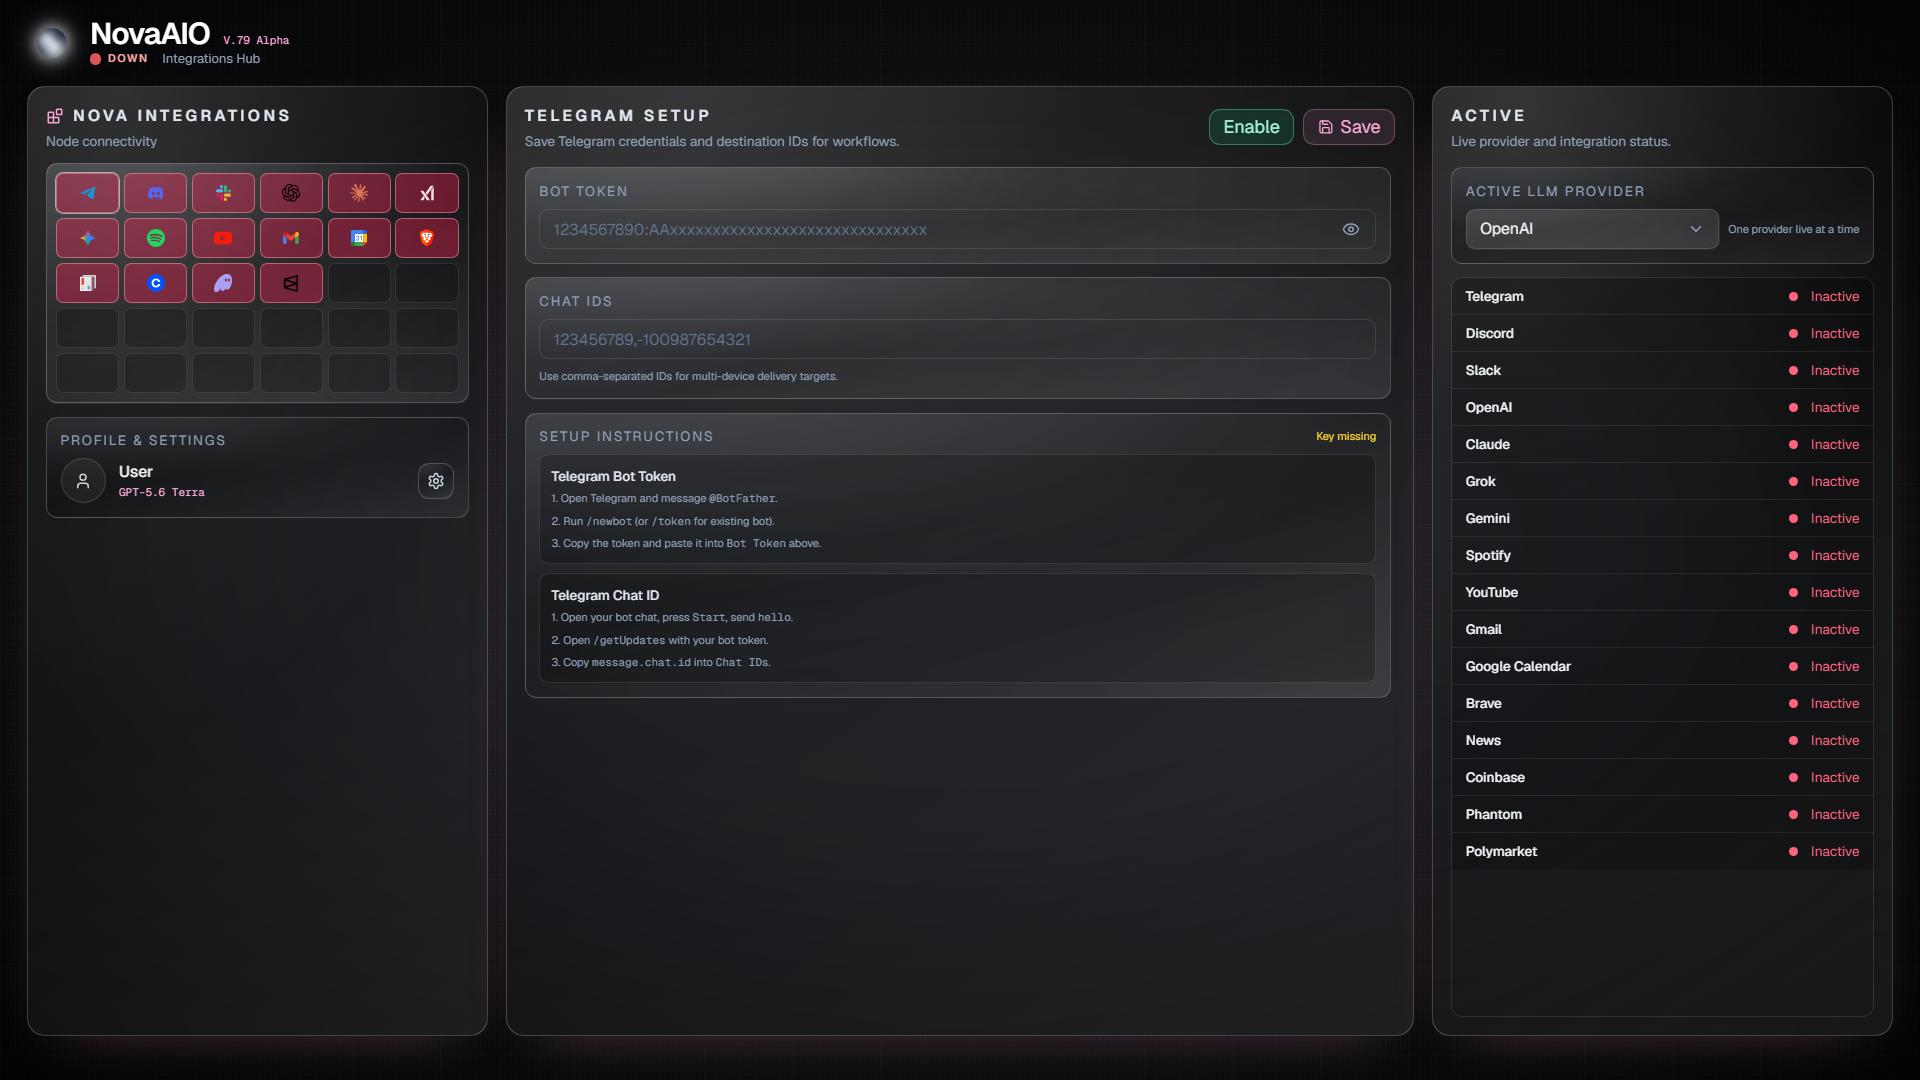 NovaAIO V.79 Alpha
DOWN Integrations Hub
NOVA INTEGRATIONS
Node connectivity
31
PROFILE & SETTINGS
User
GPT-5.6 Terra
TELEGRAM SETUP
Save Telegram credentials and destination IDs for workflows.
Enable
Save
BOT TOKEN
1234567890:AAxxxxxxxxxxxxxxxxxxxxxxxxxxxxxx
CHAT IDS
123456789,-100987654321
Use comma-separated IDs for multi-device delivery targets.
SETUP INSTRUCTIONS
Key missing
Telegram Bot Token
1. Open Telegram and message @BotFather.
2. Run /newbot (or /token for existing bot).
3. Copy the token and paste it into Bot Token above.
Telegram Chat ID
1. Open your bot chat, press Start, send hello.
2. Open /getUpdates with your bot token.
3. Copy message.chat.id into Chat IDs.
ACTIVE
Live provider and integration status.
ACTIVE LLM PROVIDER
OpenAI
One provider live at a time
Telegram Inactive
Discord Inactive
Slack Inactive
OpenAI Inactive
Claude Inactive
Grok Inactive
Gemini Inactive
Spotify Inactive
YouTube Inactive
Gmail Inactive
Google Calendar Inactive
Brave Inactive
News Inactive
Coinbase Inactive
Phantom Inactive
Polymarket Inactive